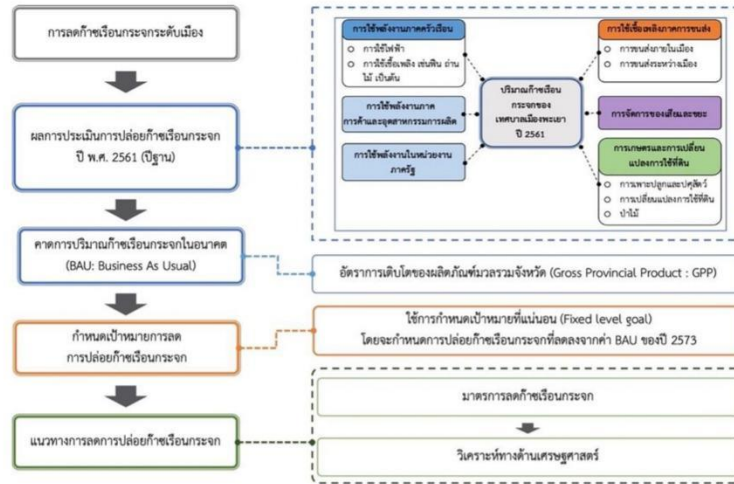 การลดก๊าซเรือนกระจกระดับเมือง
ผลการประเมินการปล่อยก๊าซเรือนกระจก
ปี พ.ศ. 2561 (ปีฐาน)
การใช้พลังงานภาคครัวเรือน
การใช้ไฟฟ้า
การใช้เชื้อเพลิง เช่นฟืน ถ่าน
ไม้ เป็นต้น
การใช้พลังงานภาค
การค้าและอุตสาหกรรมการผลิต
การใช้พลังงานในหน่วยงาน
ภาครัฐ
ปริมาณก๊าซเรือน
กระจกของ
เทศบาลเมืองพะเยา
ปี 2561
การใช้เชื้อเพลิงภาคการขนส่ง
การขนส่งภายในเมือง
การขนส่งระหว่างเมือง
การจัดการของเสียและขยะ
การเกษตรและการเปลี่ยน
แปลงการใช้ที่ดิน
การเพาะปลูกและปศุสัตว์
การเปลี่ยนแปลงการใช้ที่ดิน
ป่าไม้
คาดการปริมาณก๊าซเรือนกระจกในอนาคต
(BAU: Business As Usual)
อัตราการเติบโตของผลิตภัณฑ์มวลรวมจังหวัด (Gross Provincial Product : GPP)
กำหนดเป้าหมายการลด
การปล่อยก๊าซเรือนกระจก
ใช้การกำหนดเป้าหมายที่แน่นอน (Fixed level goal)
โดยจะกำหนดการปล่อยก๊าซเรือนกระจกที่ลดลงจากค่า BAU ของปี 2573
แนวทางการลดการปล่อยก๊าซเรือนกระจก
มาตรการลดก๊าซเรือนกระจก
วิเคราะห์ทางด้านเศรษฐศาสตร์